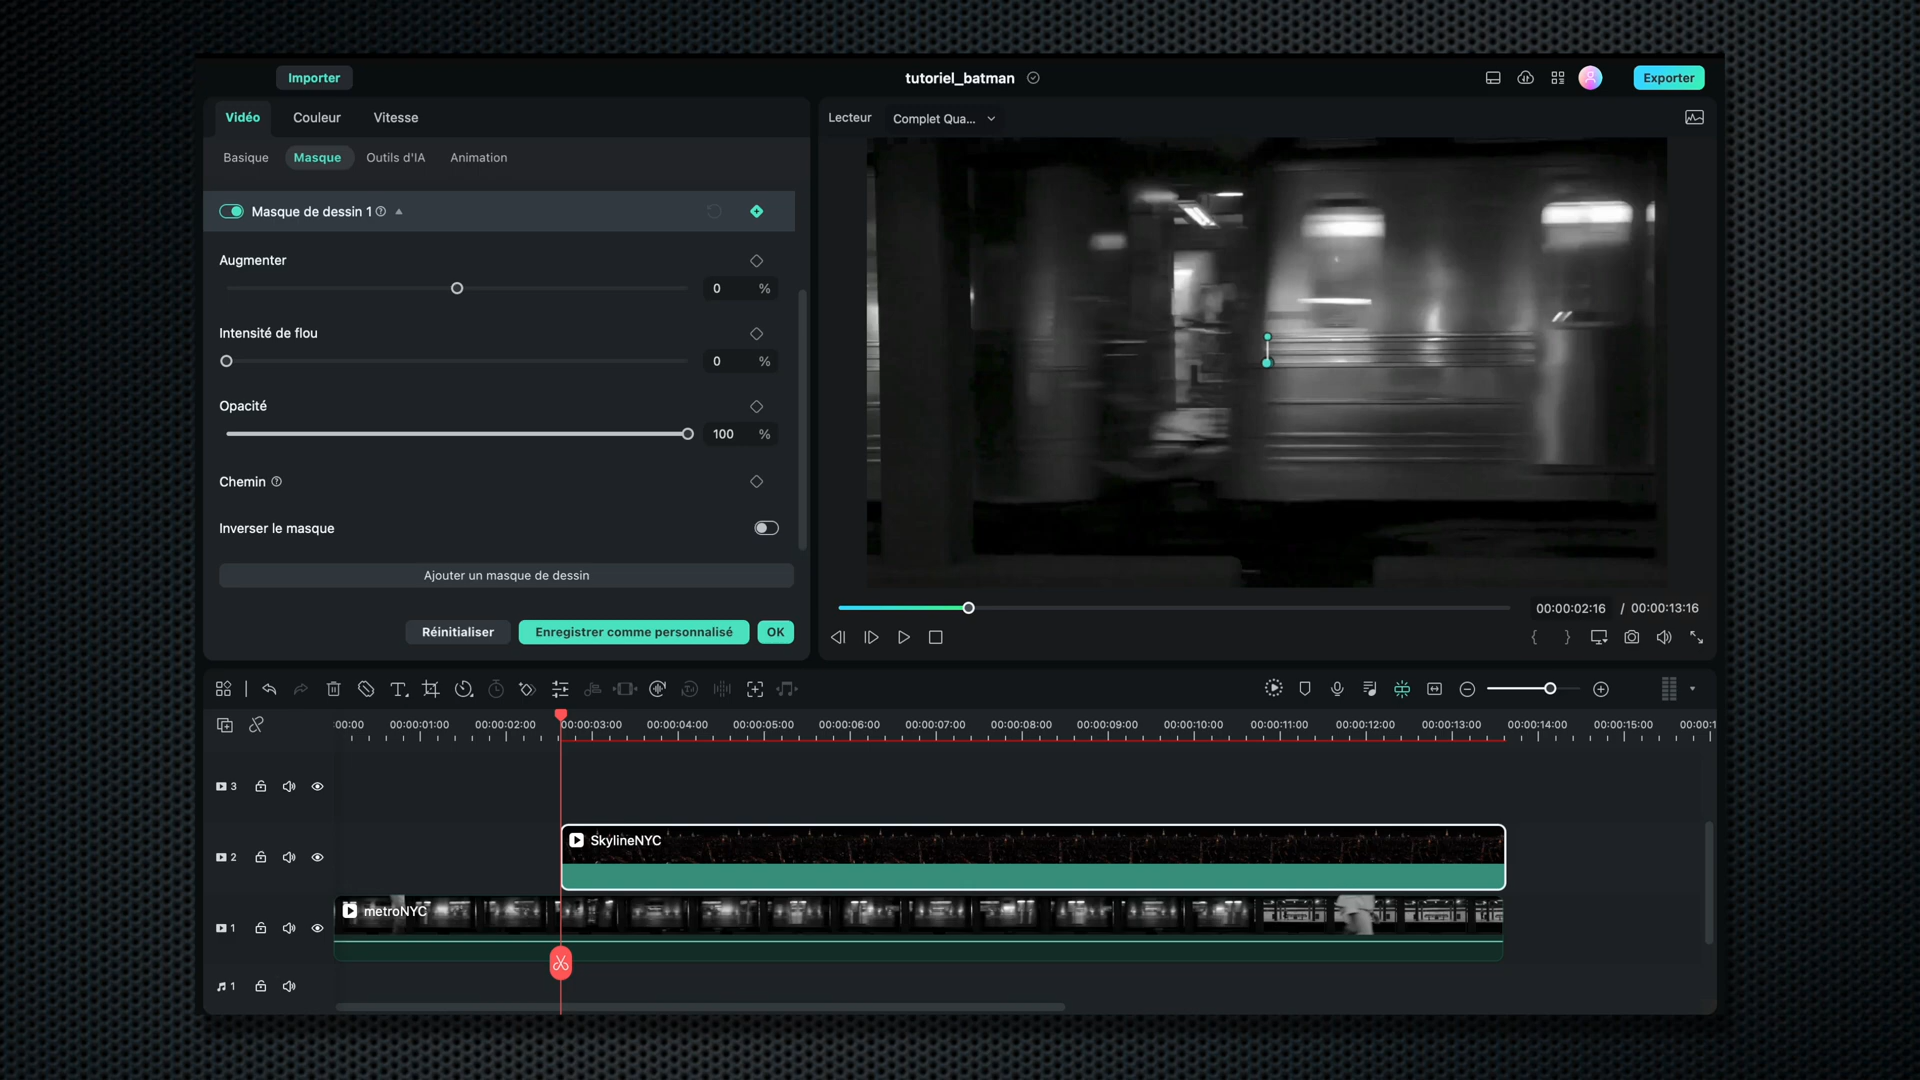 Importer
tutoriel_batman
Exporter
Vidéo Couleur Vitesse
Lecteur Complet Qua...
Basique Masque Outils d'IA Animation
Masque de dessin 1
Augmenter
0 %
Intensité de flou
0 %
Opacité
100 %
Chemin
Inverser le masque
Ajouter un masque de dessin
Réinitialiser Enregistrer comme personnalisé OK
00:00:02:16 / 00:00:13:16
:00:00 00:00:01:00 00:00:02:00 00:00:03:00 00:00:04:00 00:00:05:00 00:00:06:00 00:00:07:00 00:00:08:00 00:00:09:00 00:00:10:00 00:00:11:00 00:00:12:00 00:00:13:00 00:00:14:00 00:00:15:00 00:00:1
3
SkylineNYC
2
metroNYC
1
1